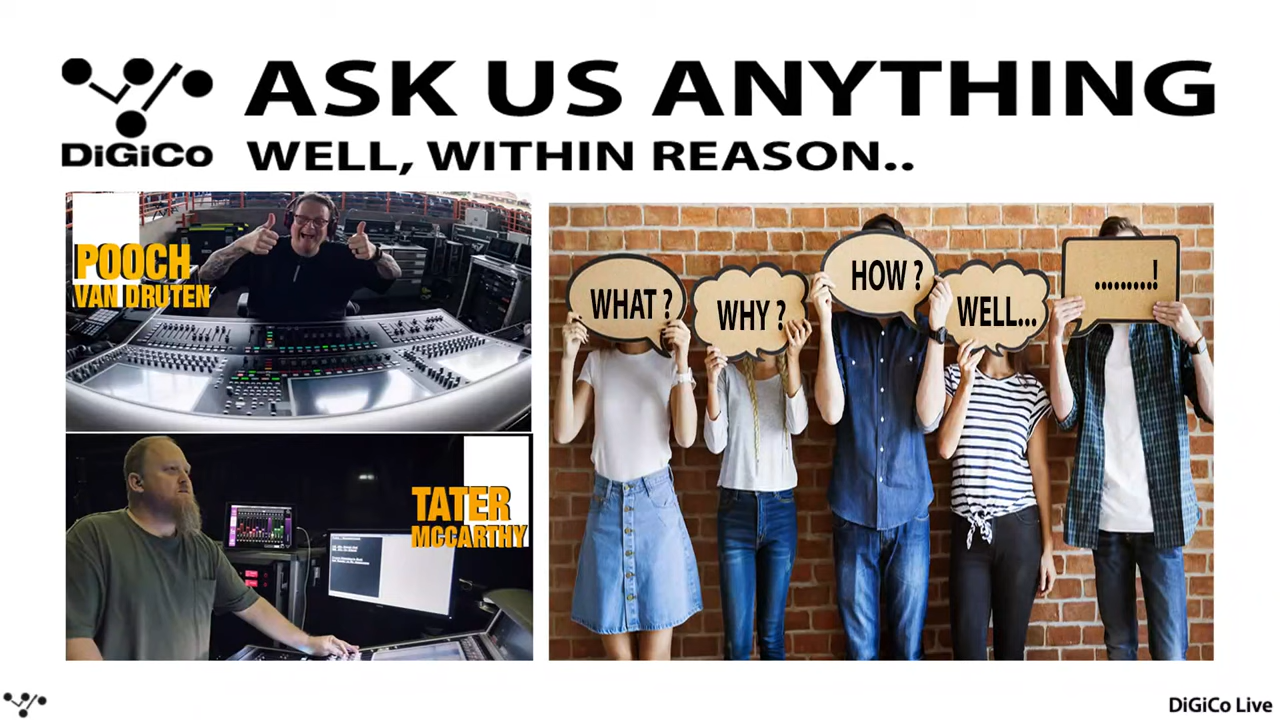 DiGiCo
ASK US ANYTHING
WELL, WITHIN REASON..
POOCH
VAN DRUTEN
TATER
MCCARTHY
WHAT ?
WHY ?
HOW ?
WELL...
.........!
DiGiCo Live